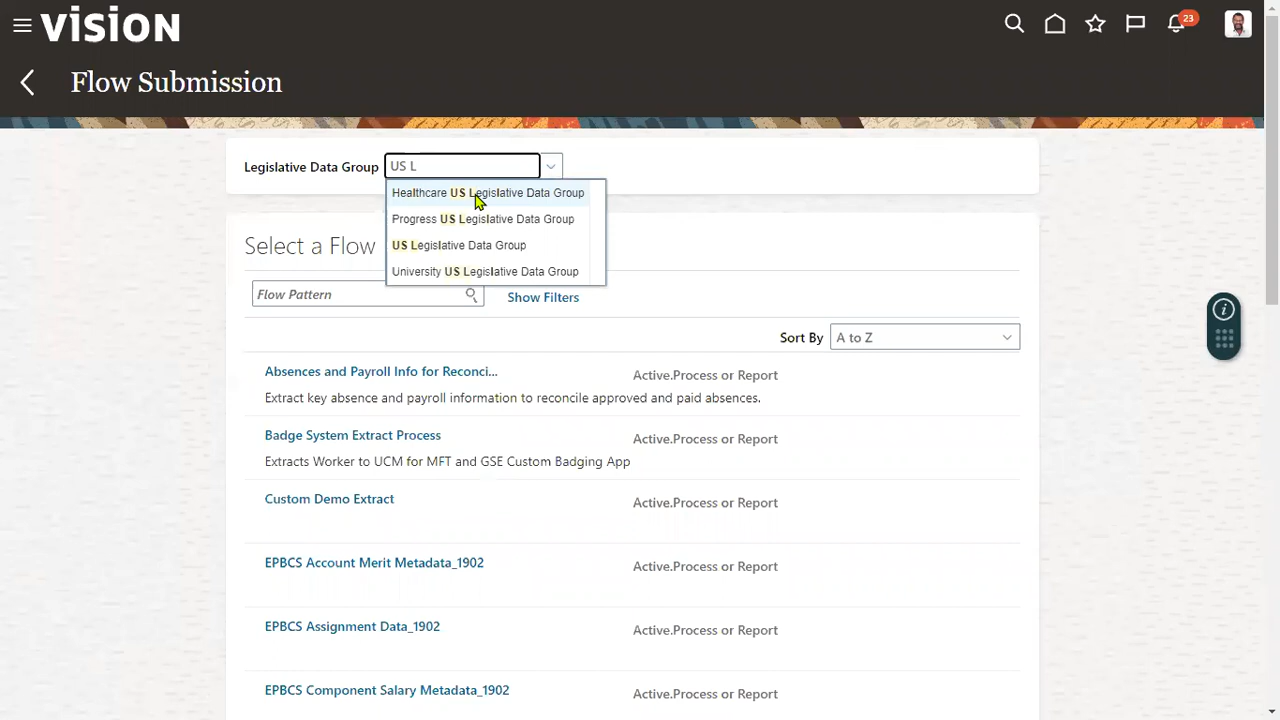 vision
23
Flow Submission
Legislative Data Group US L
Healthcare US Legislative Data Group
Progress US Legislative Data Group
US Legislative Data Group
University US Legislative Data Group
Select a Flow
Flow Pattern
Show Filters
Sort By A to Z
Absences and Payroll Info for Reconci... Active.Process or Report
Extract key absence and payroll information to reconcile approved and paid absences.
Badge System Extract Process Active.Process or Report
Extracts Worker to UCM for MFT and GSE Custom Badging App
Custom Demo Extract Active.Process or Report
EPBCS Account Merit Metadata_1902 Active.Process or Report
EPBCS Assignment Data_1902 Active.Process or Report
EPBCS Component Salary Metadata_1902 Active.Process or Report